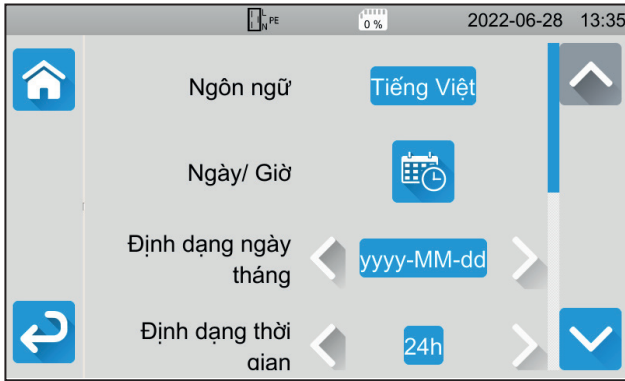 L
N PE
0 %
2022-06-28 13:35
Ngôn ngữ
Tiếng Việt
Ngày/ Giờ
Định dạng ngày
tháng
yyyy-MM-dd
Định dạng thời
gian
24h